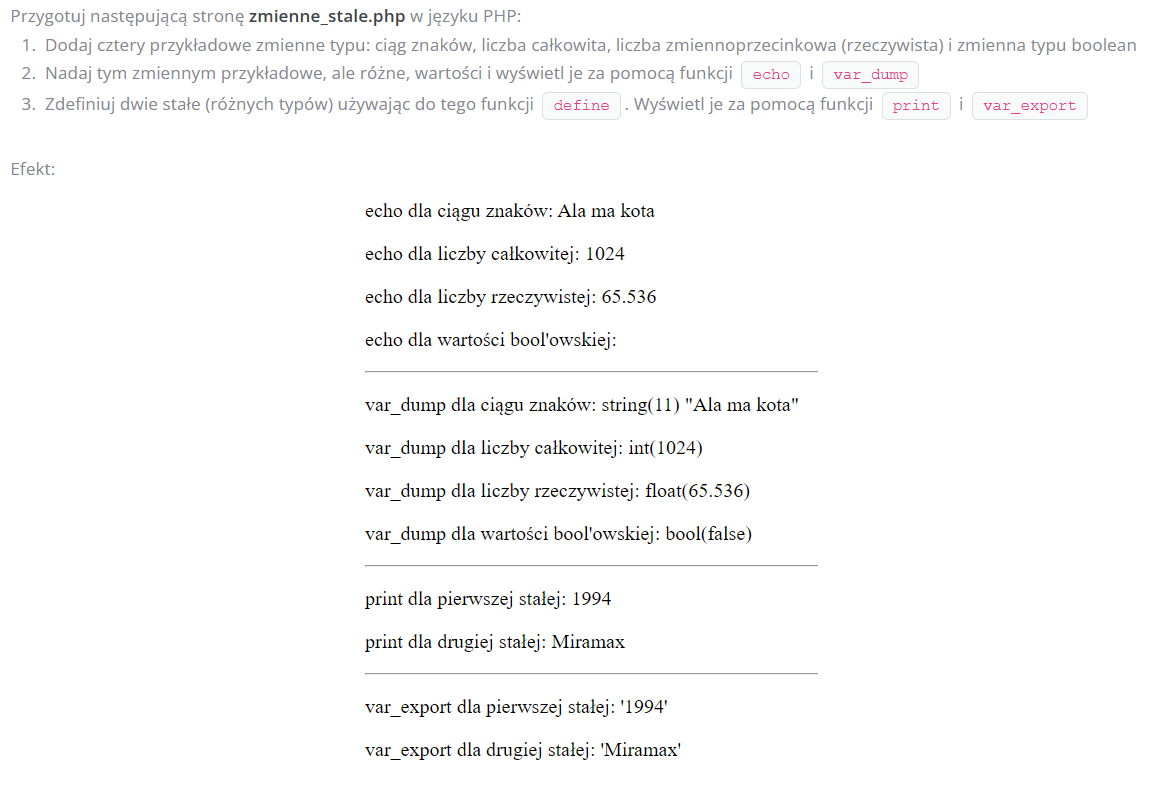 Przygotuj następującą stronę zmienne_stale.php w języku PHP:
1. Dodaj cztery przykładowe zmienne typu: ciąg znaków, liczba całkowita, liczba zmiennoprzecinkowa (rzeczywista) i zmienna typu boolean
2. Nadaj tym zmiennym przykładowe, ale różne, wartości i wyświetl je za pomocą funkcji echo i var_dump
3. Zdefiniuj dwie stałe (różnych typów) używając do tego funkcji define . Wyświetl je za pomocą funkcji print i var_export
Efekt:
echo dla ciągu znaków: Ala ma kota
echo dla liczby całkowitej: 1024
echo dla liczby rzeczywistej: 65.536
echo dla wartości bool'owskiej:
var_dump dla ciągu znaków: string(11) "Ala ma kota"
var_dump dla liczby całkowitej: int(1024)
var_dump dla liczby rzeczywistej: float(65.536)
var_dump dla wartości bool'owskiej: bool(false)
print dla pierwszej stałej: 1994
print dla drugiej stałej: Miramax
var_export dla pierwszej stałej: '1994'
var_export dla drugiej stałej: 'Miramax'